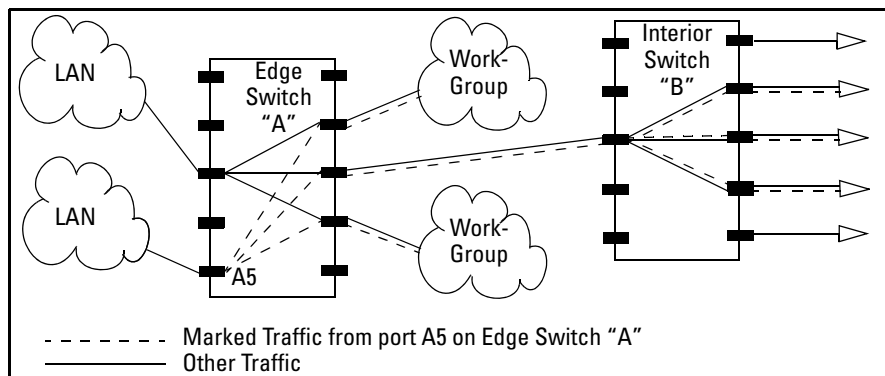 LAN
Edge
Switch
“A”
Work-
Group
Interior
Switch
“B”
LAN
A5
Work-
Group
Marked Traffic from port A5 on Edge Switch “A”
Other Traffic